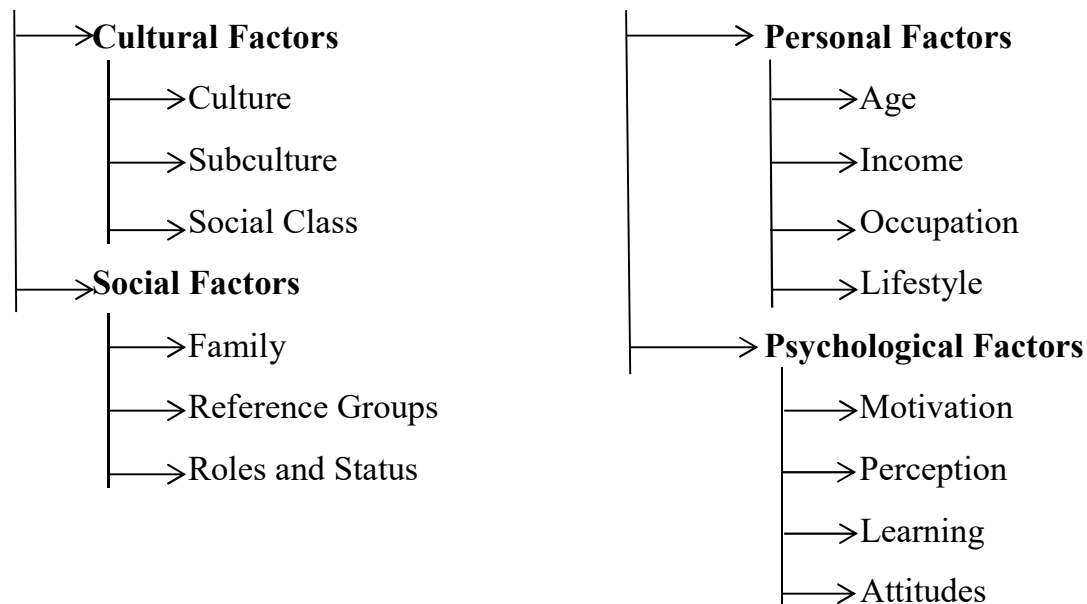 Cultural Factors
Culture
Subculture
Social Class
Social Factors
Family
Reference Groups
Roles and Status
Personal Factors
Age
Income
Occupation
Lifestyle
Psychological Factors
Motivation
Perception
Learning
Attitudes